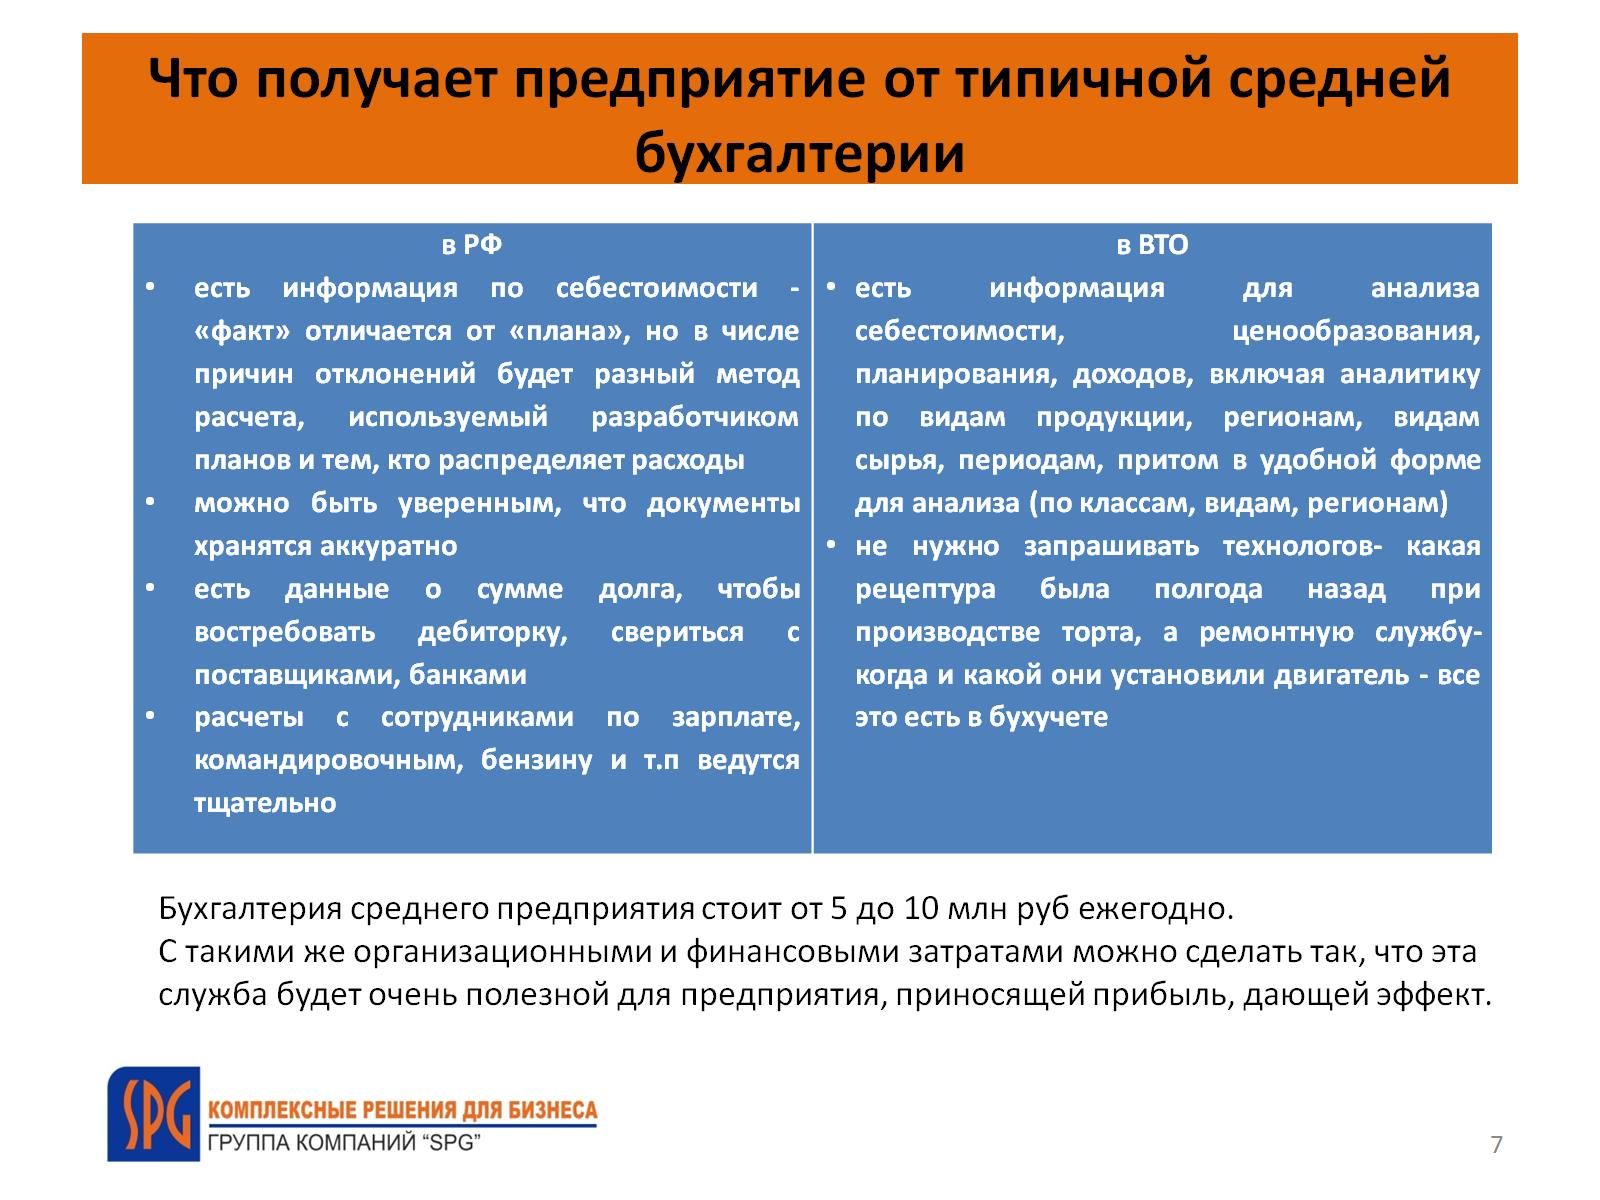 Что получает предприятие от типичной средней
бухгалтерии
в РФ
• есть информация по себестоимости -
«факт» отличается от «плана», но в числе
причин отклонений будет разный метод
расчета, используемый разработчиком
планов и тем, кто распределяет расходы
• можно быть уверенным, что документы
хранятся аккуратно
• есть данные о сумме долга, чтобы
востребовать дебиторку, свериться с
поставщиками, банками
• расчеты с сотрудниками по зарплате,
командировочным, бензину и т.п ведутся
тщательно
в ВТО
• есть информация для анализа
себестоимости, ценообразования,
планирования, доходов, включая аналитику
по видам продукции, регионам, видам
сырья, периодам, притом в удобной форме
для анализа (по классам, видам, регионам)
• не нужно запрашивать технологов- какая
рецептура была полгода назад при
производстве торта, а ремонтную службу-
когда и какой они установили двигатель - все
это есть в бухучете
Бухгалтерия среднего предприятия стоит от 5 до 10 млн руб ежегодно.
С такими же организационными и финансовыми затратами можно сделать так, что эта
служба будет очень полезной для предприятия, приносящей прибыль, дающей эффект.
SPG
КОМПЛЕКСНЫЕ РЕШЕНИЯ ДЛЯ БИЗНЕСА
ГРУППА КОМПАНИЙ “SPG”
7